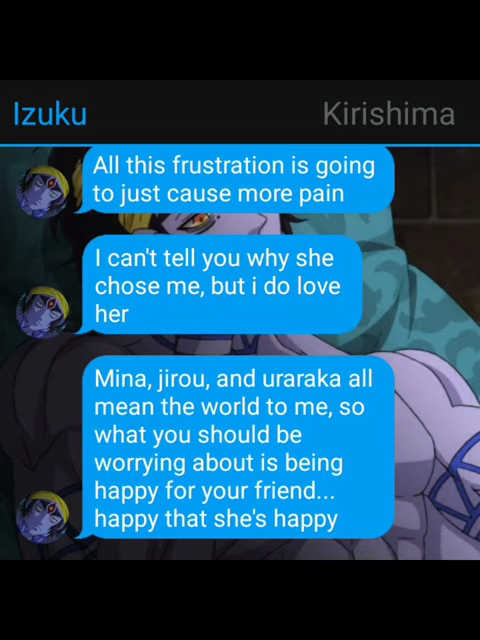 Izuku Kirishima
All this frustration is going
to just cause more pain
I can't tell you why she
chose me, but i do love
her
Mina, jirou, and uraraka all
mean the world to me, so
what you should be
worrying about is being
happy for your friend...
happy that she's happy